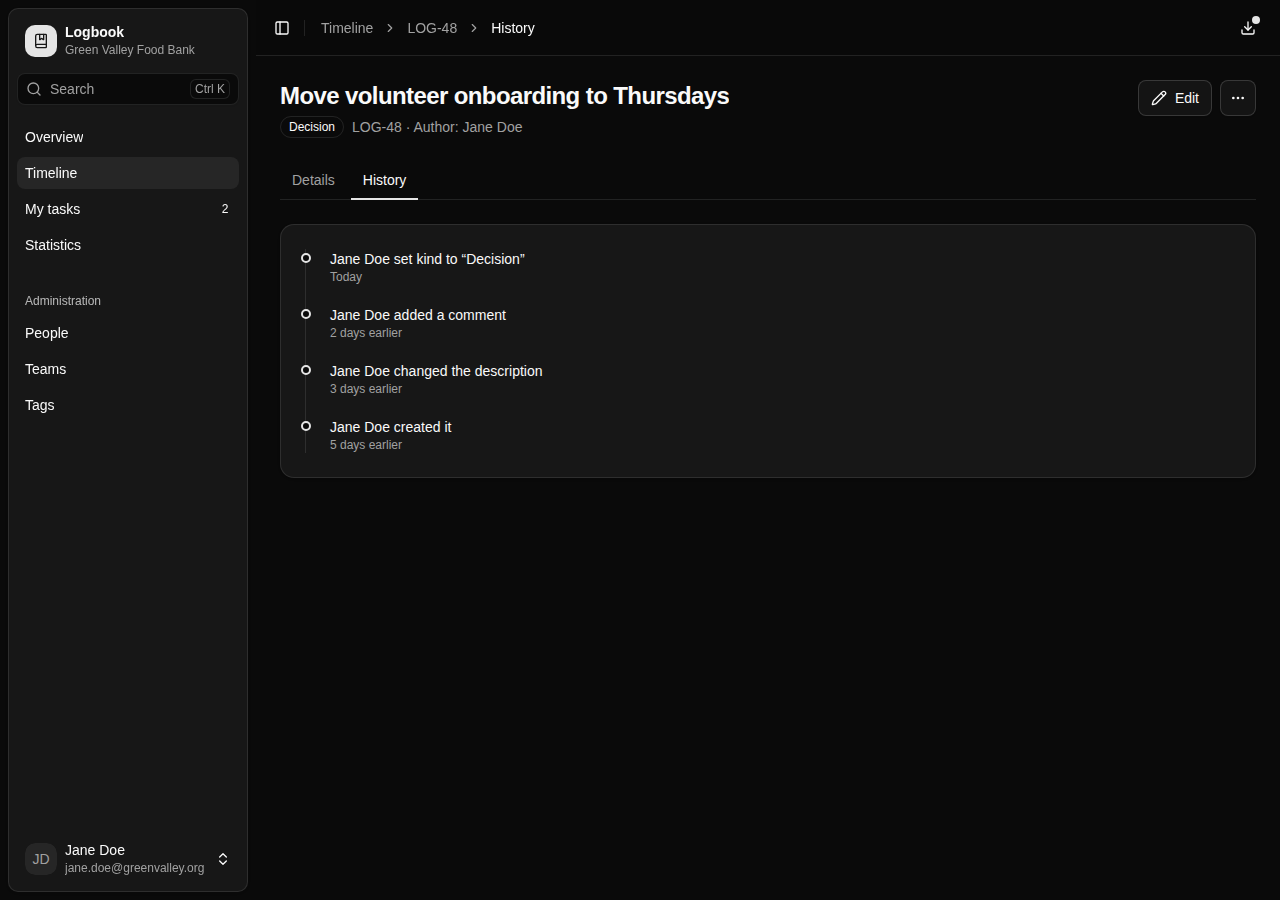 Logbook
Green Valley Food Bank
Search
Ctrl K
Overview
Timeline
My tasks 2
Statistics
Administration
People
Teams
Tags
JD
Jane Doe
jane.doe@greenvalley.org
Timeline > LOG-48 > History
Move volunteer onboarding to Thursdays
Edit
Decision LOG-48 · Author: Jane Doe
Details History
Jane Doe set kind to “Decision”
Today
Jane Doe added a comment
2 days earlier
Jane Doe changed the description
3 days earlier
Jane Doe created it
5 days earlier